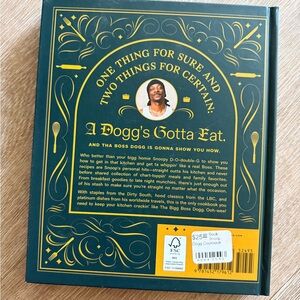 ONE THING FOR SURE AND
TWO THINGS FOR CERTAIN:
A Dogg's Gotta Eat.
AND THA BOSS DOGG IS GONNA SHOW YOU HOW.
Who better than your bigg homie Snoopy D-O-double-G to show you
how to get in that kitchen and get to whippin' like a real Boss. These
recipes are Snoop's personal hits—straight outta his kitchen and never
before shared collection of chart-toppin' meals and family favorites.
From breakfast goodies to late night munchies, there's just enough out
of his stash to make sure you're straight no matter what the occasion.
With staples from the Dirty South, hood classics from the LBC, and
platinum dishes from his worldwide travels, this is the only cookbook you
need to keep your kitchen crackin' like Tha Bigg Boss Dogg. Ooh-wee!
FSC
$25.00